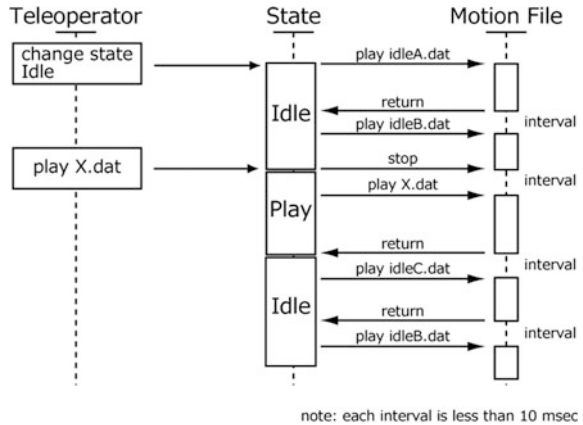 Teleoperator State Motion File
change state
Idle
play idleA.dat
return
interval
Idle
play idleB.dat
play X.dat
stop
interval
play X.dat
Play
return
interval
play idleC.dat
Idle
return
interval
play idleB.dat
note: each interval is less than 10 msec